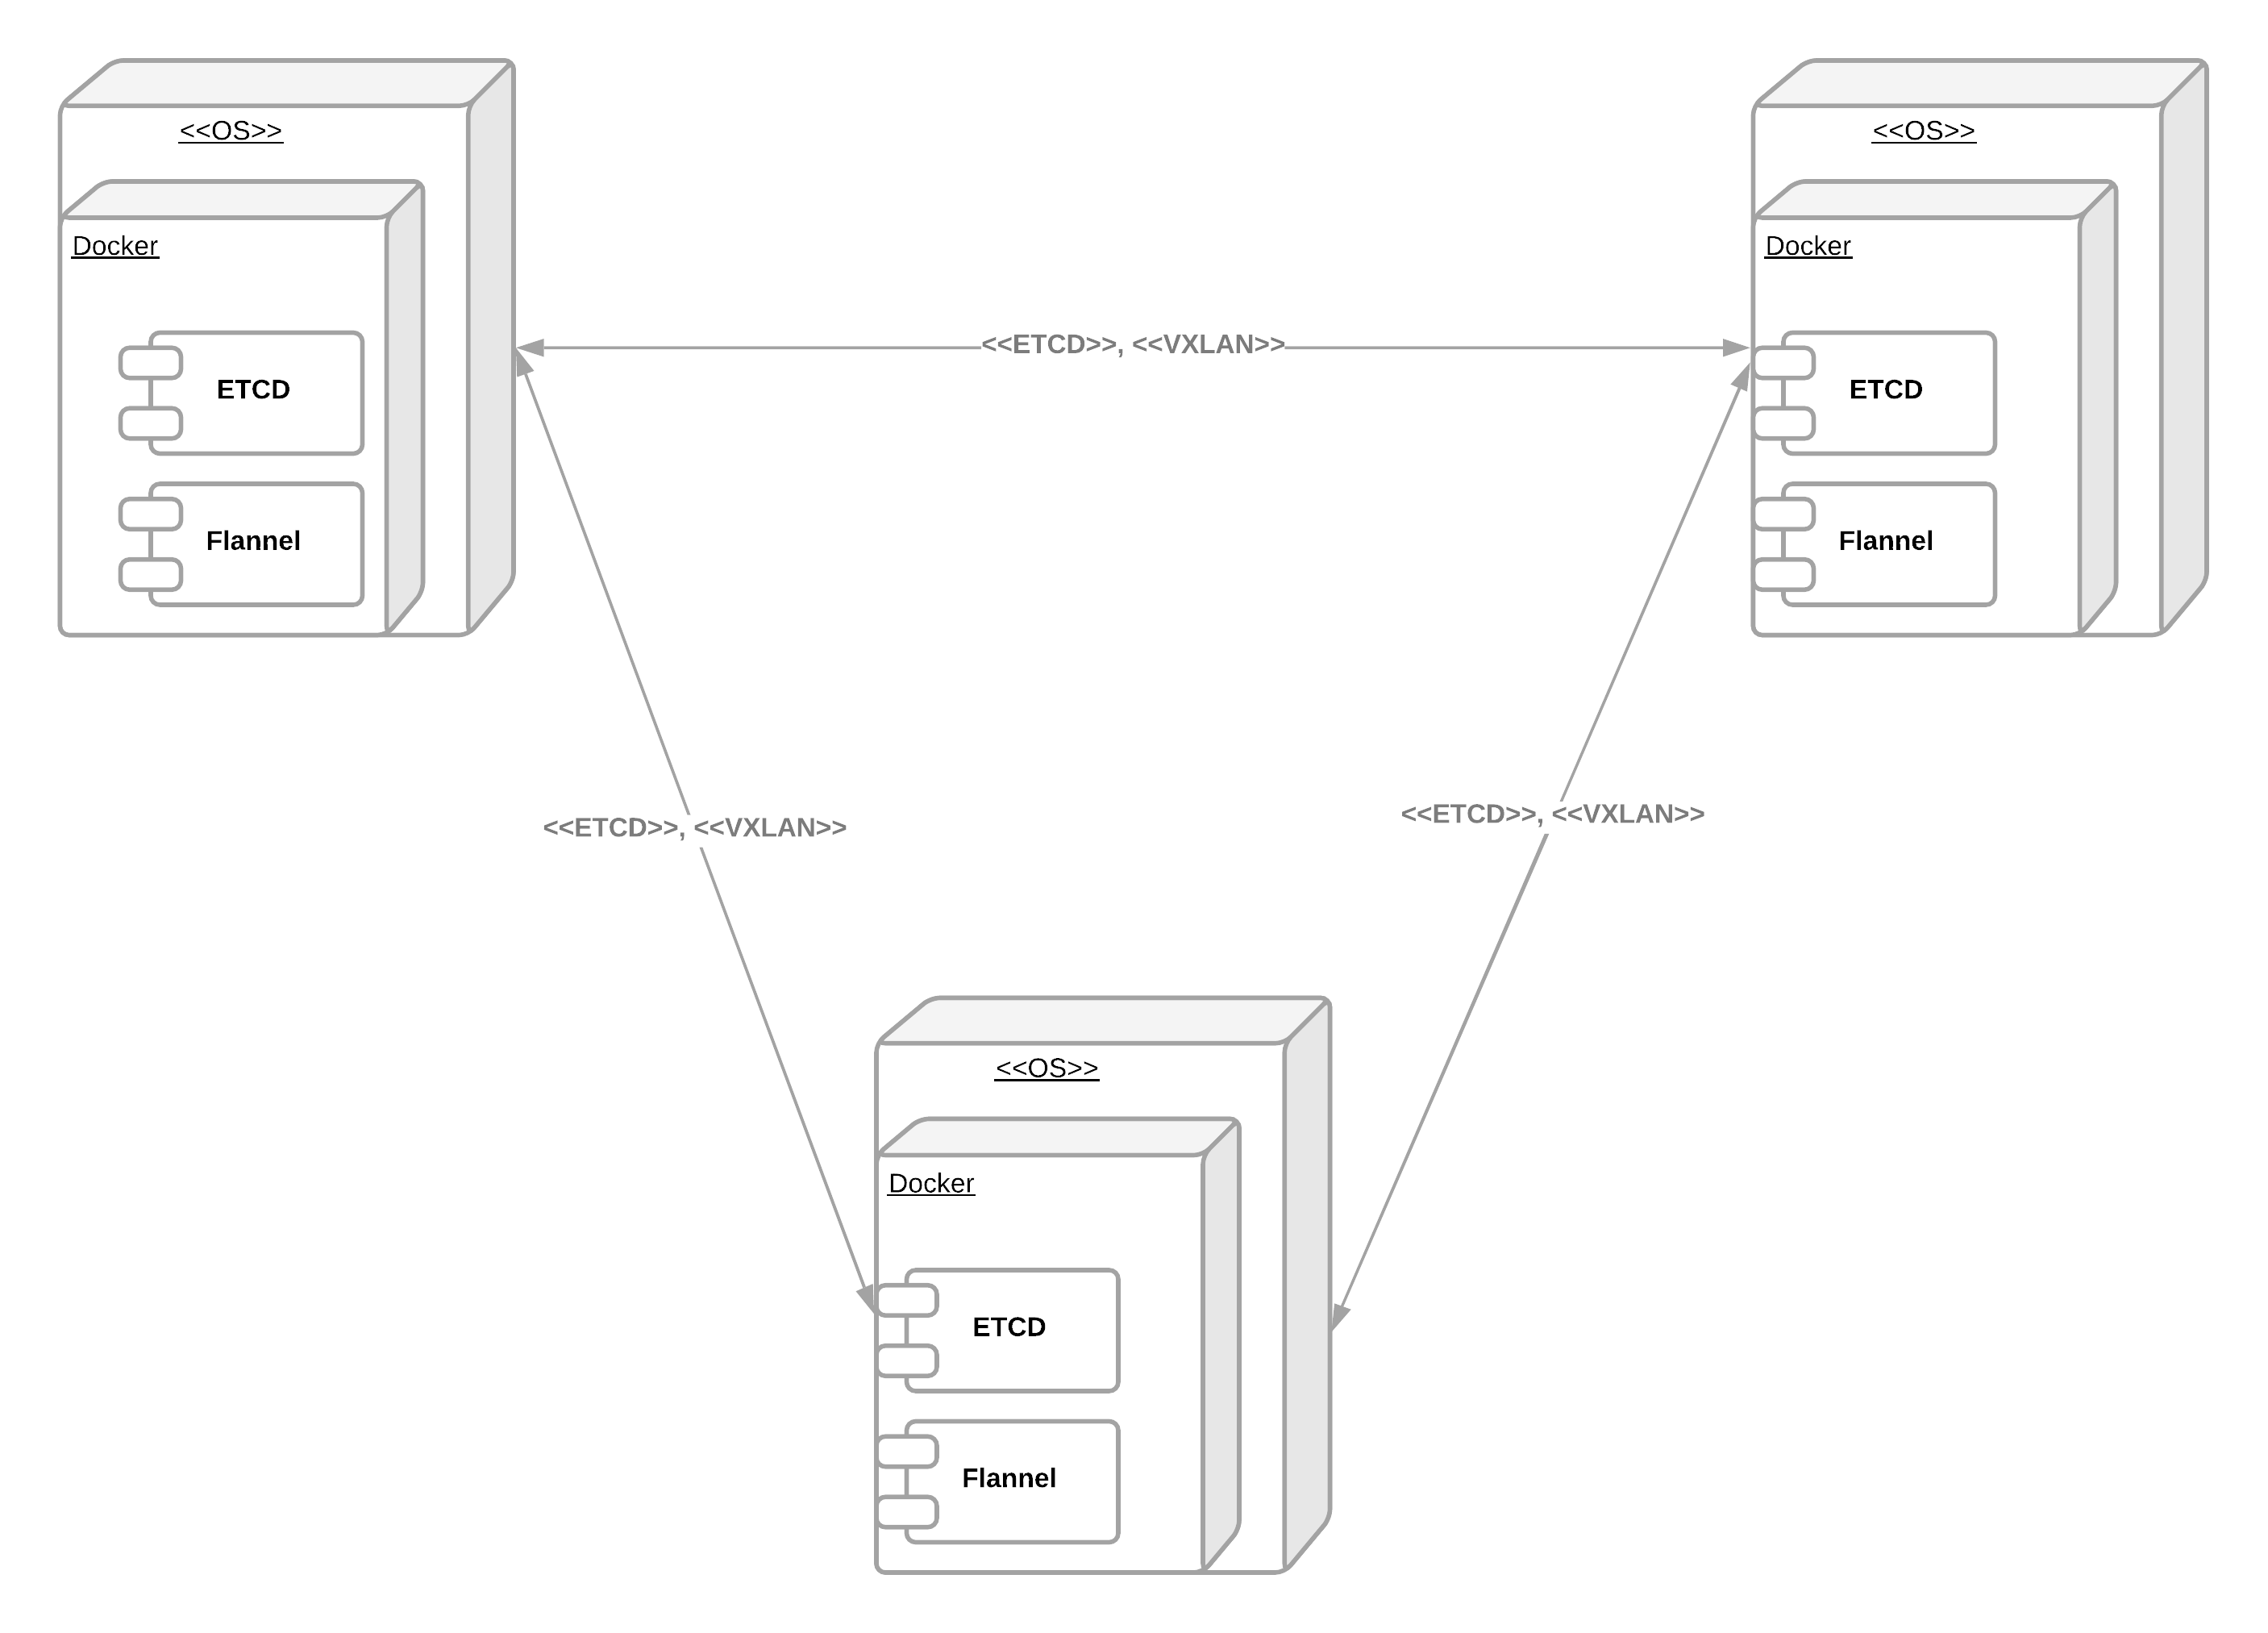 <<OS>>
Docker
ETCD
Flannel
<<ETCD>>, <<VXLAN>>
<<OS>>
Docker
ETCD
Flannel
<<ETCD>>, <<VXLAN>>
<<ETCD>>, <<VXLAN>>
<<OS>>
Docker
ETCD
Flannel